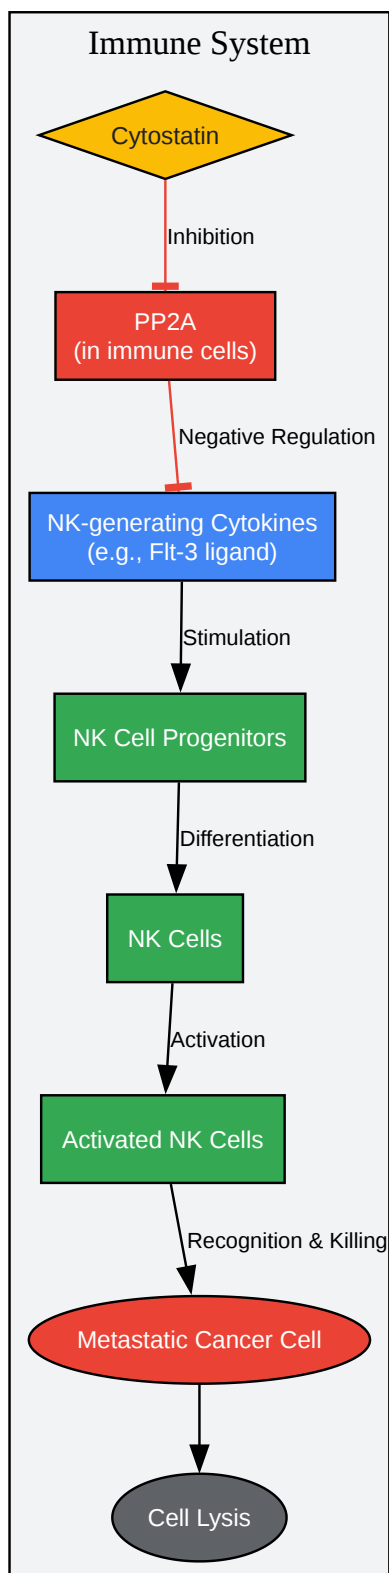 Immune System
Cytostatin
Inhibition
PP2A
(in immune cells)
Negative Regulation
NK-generating Cytokines
(e.g., Flt-3 ligand)
Stimulation
NK Cell Progenitors
Differentiation
NK Cells
Activation
Activated NK Cells
Recognition & Killing
Metastatic Cancer Cell
Cell Lysis